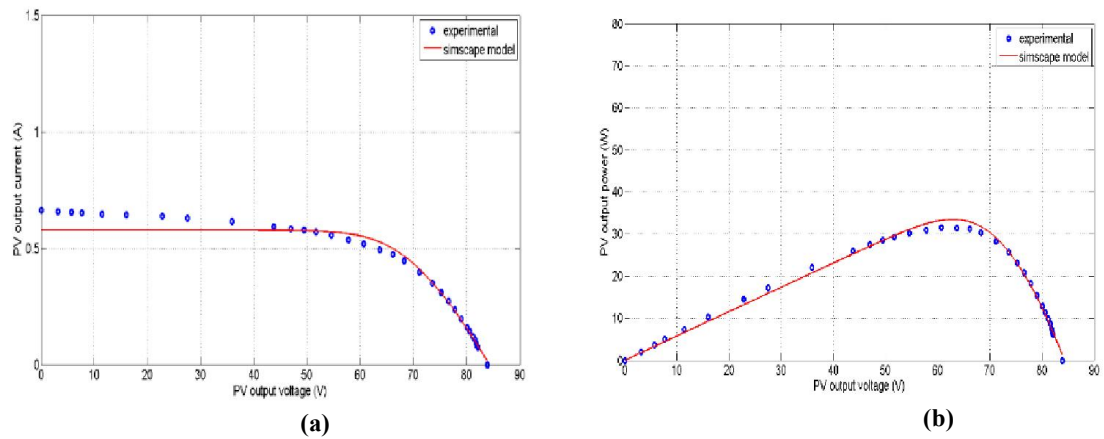 1.5
1
0.5
0
PV output current (A)
experimental
simscape model
0 10 20 30 40 50 60 70 80 90
PV output voltage (V)
(a)
80
70
60
50
40
30
20
10
0
PV output power (W)
experimental
simscape model
0 10 20 30 40 50 60 70 80 90
PV output voltage (V)
(b)